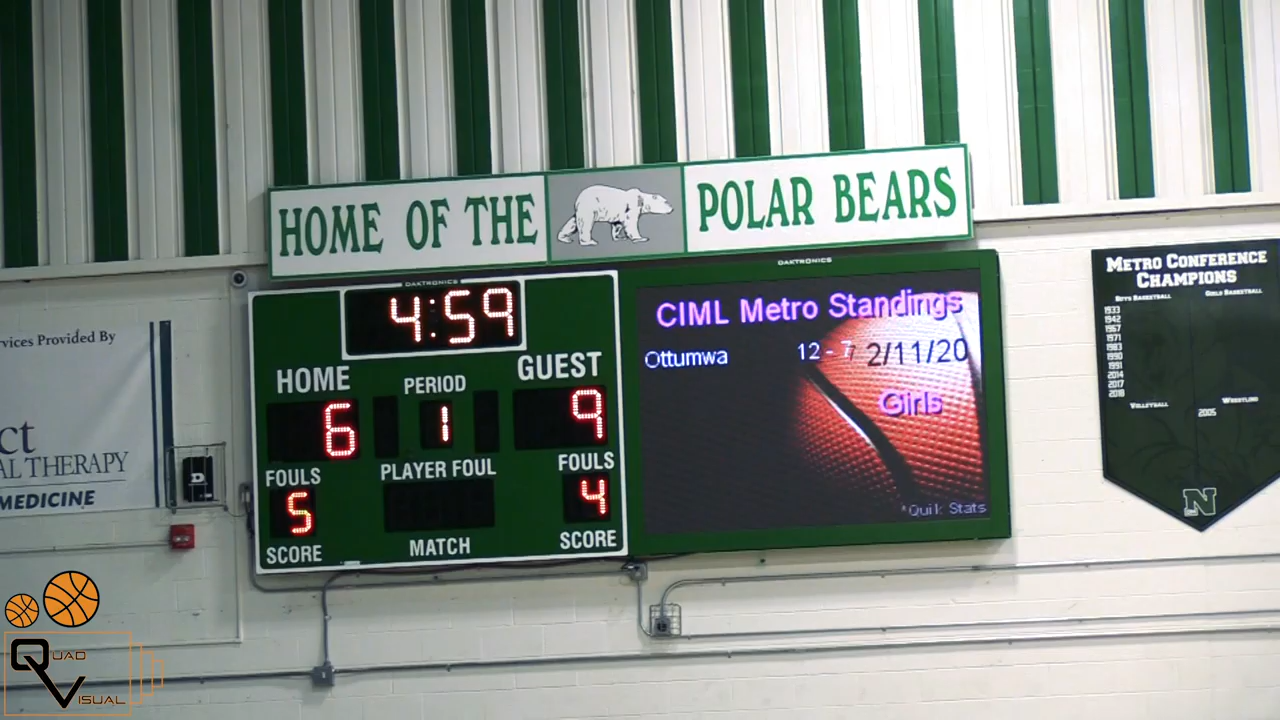 HOME OF THE POLAR BEARS
DAKTRONICS
DAKTRONICS
4:59
HOME
PERIOD
GUEST
6
1
9
FOULS
PLAYER FOUL
FOULS
5
4
SCORE
MATCH
SCORE
CIML Metro Standings
Ottumwa 12 - 7 2/11/20
Girls
*Quik Stats
METRO CONFERENCE
CHAMPIONS
BOYS BASKETBALL GIRLS BASKETBALL
1933
1942
1957
1971
1983
1990
1991
2014
2017
2018
VOLLEYBALL WRESTLING
2005
N
vices Provided By
ct
AL THERAPY
MEDICINE
D
QUAD
VISUAL